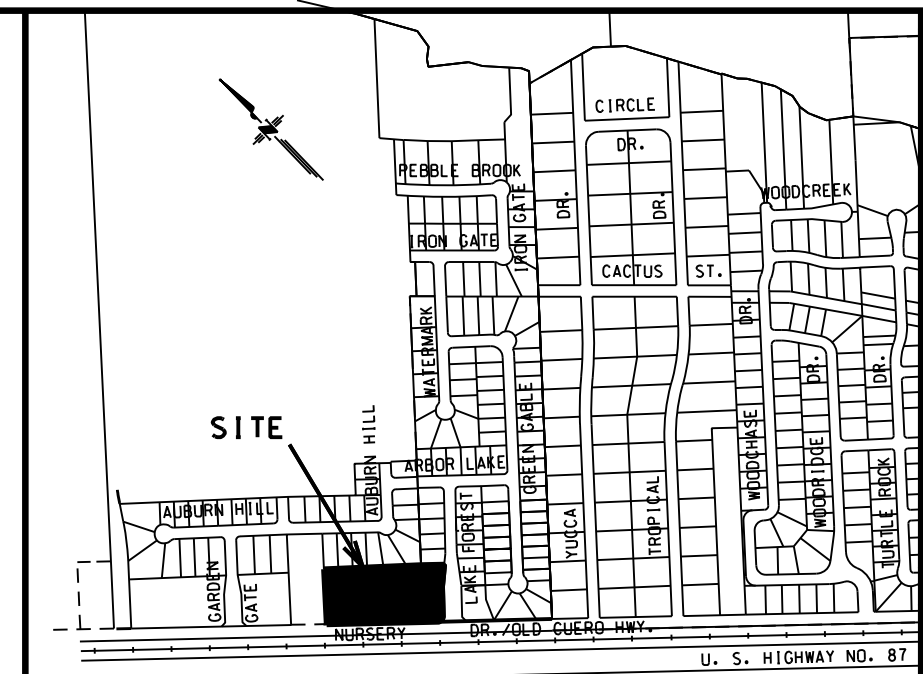 CIRCLE
DR.
PEBBLE BROOK
IRON GATE
DR.
DR.
WOODCREEK
IRON GATE
CACTUS ST.
DR.
WATERMARK
DR.
DR.
SITE
AUBURN HILL
GREEN GABLE
ARBOR LAKE
WOODCHASE
WOODRIDGE
TURTLE ROCK
AUBURN HILL
LAKE FOREST
YUCCA
TROPICAL
GARDEN
GATE
NURSERY DR./OLD CUERO HWY.
U. S. HIGHWAY NO. 87